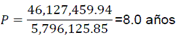 P = 46,127,459.94 / 5,796,125.85 =8.0 años